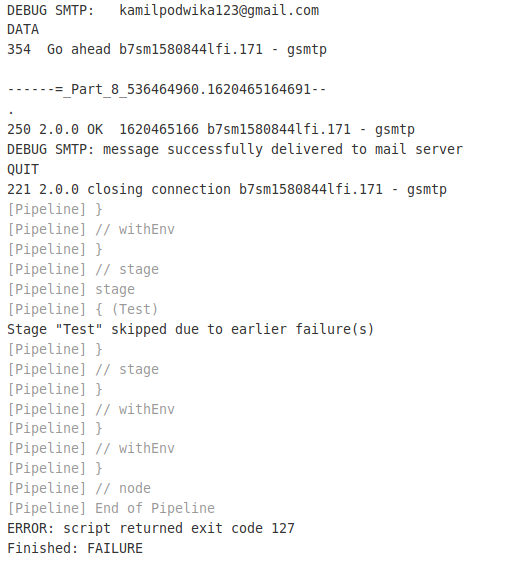 DEBUG SMTP:   kamilpodwika123@gmail.com
DATA
354  Go ahead b7sm1580844lfi.171 - gsmtp

------=_Part_8_536464960.1620465164691--
.
250 2.0.0 OK  1620465166 b7sm1580844lfi.171 - gsmtp
DEBUG SMTP: message successfully delivered to mail server
QUIT
221 2.0.0 closing connection b7sm1580844lfi.171 - gsmtp
[Pipeline] }
[Pipeline] // withEnv
[Pipeline] }
[Pipeline] // stage
[Pipeline] stage
[Pipeline] { (Test)
Stage "Test" skipped due to earlier failure(s)
[Pipeline] }
[Pipeline] // stage
[Pipeline] }
[Pipeline] // withEnv
[Pipeline] }
[Pipeline] // withEnv
[Pipeline] }
[Pipeline] // node
[Pipeline] End of Pipeline
ERROR: script returned exit code 127
Finished: FAILURE